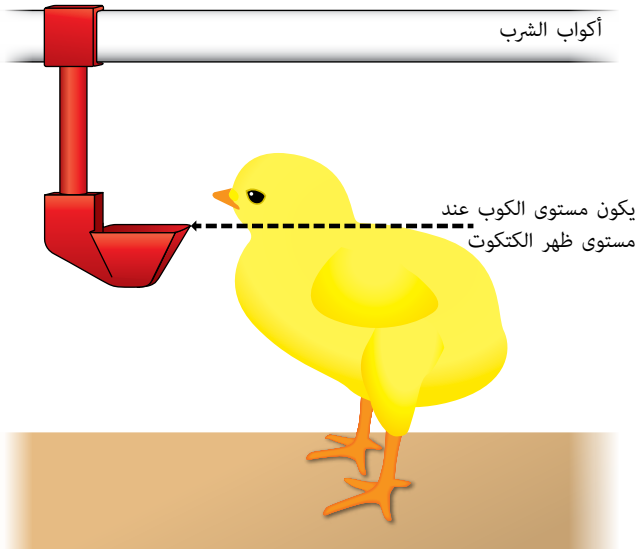 أكواب الشرب
يكون مستوى الكوب عند
مستوى ظهر الكتكوت